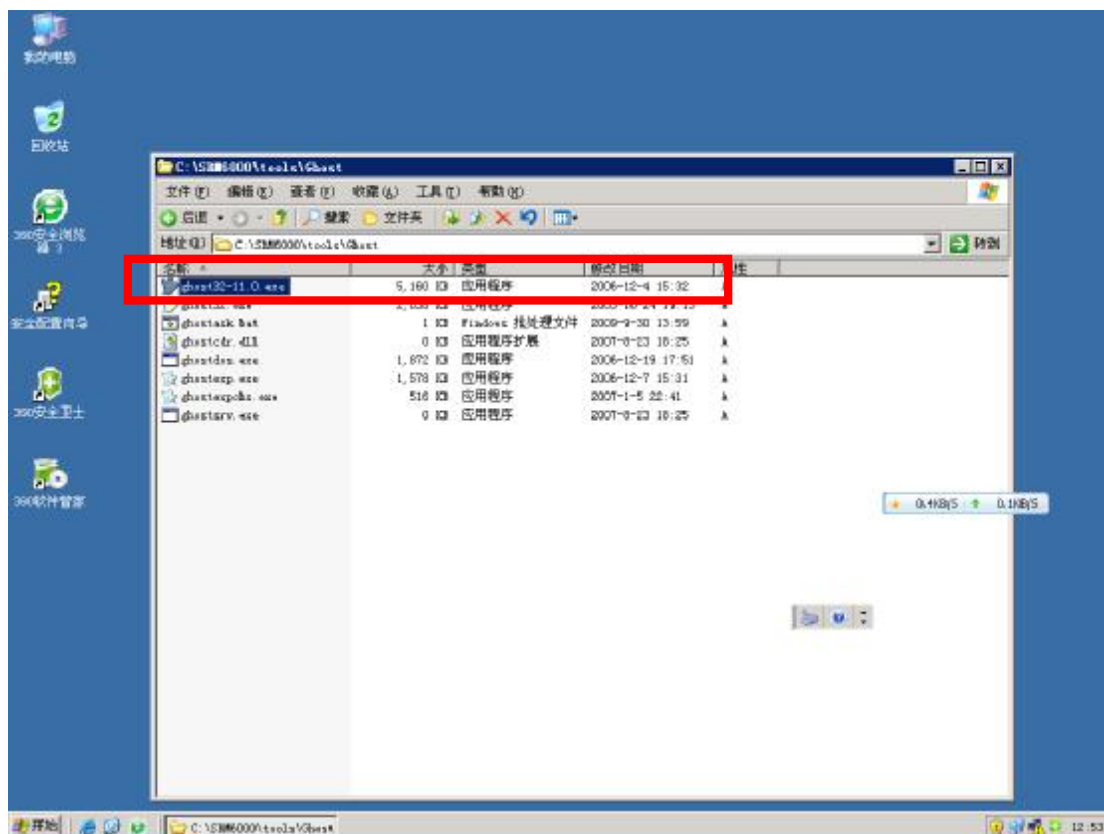 我的电脑
回收站
360安全浏览
器 3
安全配置向导
360安全卫士
360软件管家
C:\SMM6000\tools\Ghost
文件(F) 编辑(E) 查看(V) 收藏(A) 工具(T) 帮助(H)
后退 搜索 文件夹
地址(D) C:\SMM6000\tools\Ghost 转到
名称 大小 类型 修改日期 属性
ghost32-11.0.exe 5,160 KB 应用程序 2006-12-4 15:32
ghostask.bat 1 KB Windows 批处理文件 2009-9-30 13:59 A
ghostcdr.dll 0 KB 应用程序扩展 2007-8-23 18:25 A
ghostdos.exe 1,872 KB 应用程序 2006-12-19 17:51 A
ghostexp.exe 1,578 KB 应用程序 2006-12-7 15:31 A
516 KB 应用程序 2007-1-5 22:41 A
ghostsrv.exe 0 KB 应用程序 2007-8-23 18:25 A
0.4KB/S 0.1KB/S
开始 C:\SMM6000\tools\Ghost 12:53